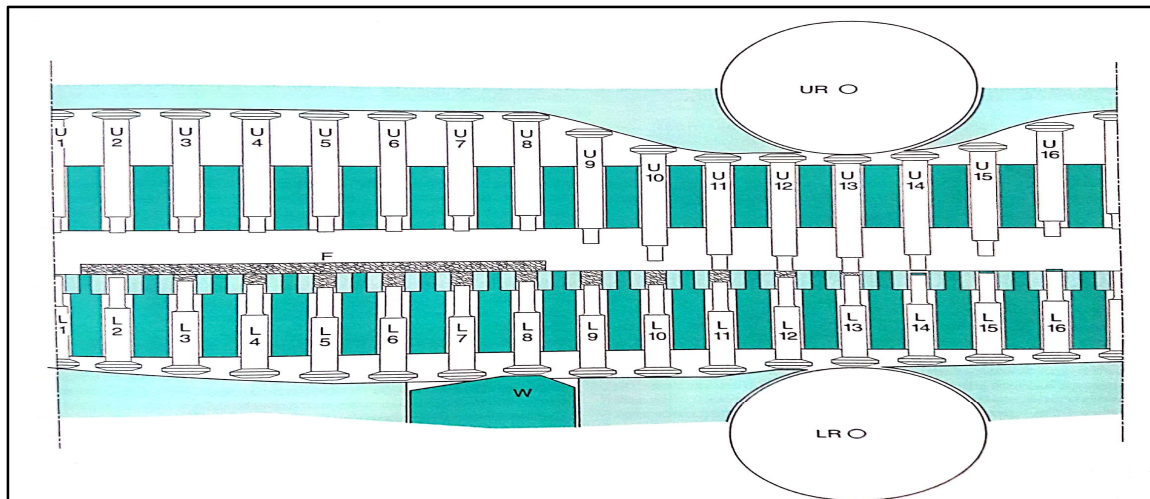 UR
U 1
U 2
U 3
U 4
U 5
U 6
U 7
U 8
U 9
U 10
U 11
U 12
U 13
U 14
U 15
U 16
F
L 1
L 2
L 3
L 4
L 5
L 6
L 7
L 8
L 9
L 10
L 11
L 12
L 13
L 14
L 15
L 16
W
LR